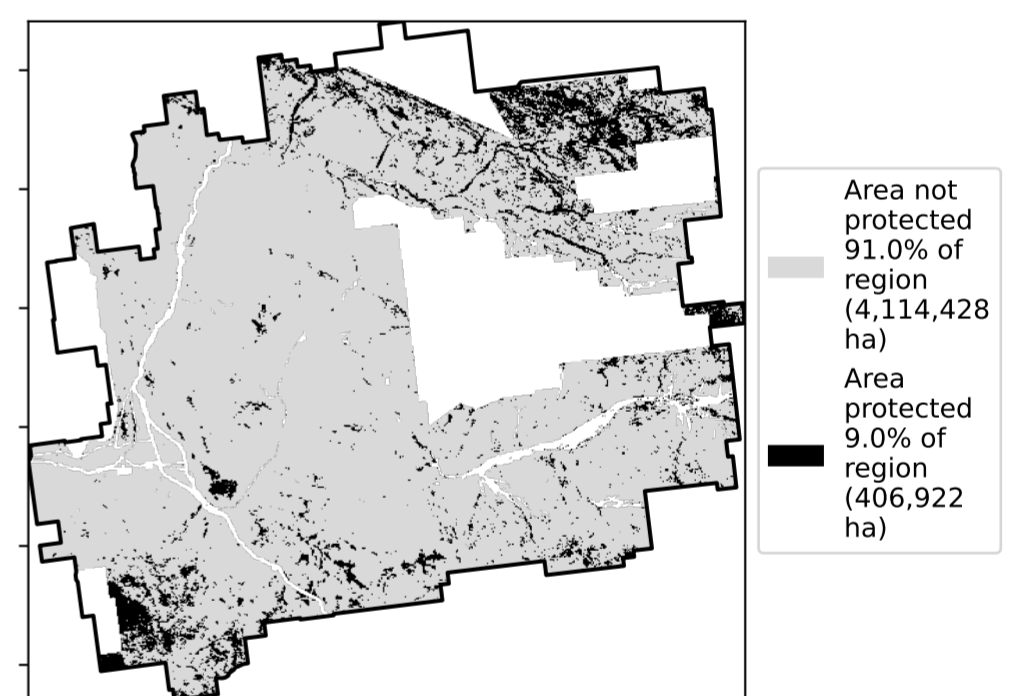 Area not
protected
91.0% of
region
(4,114,428
ha)
Area
protected
9.0% of
region
(406,922
ha)